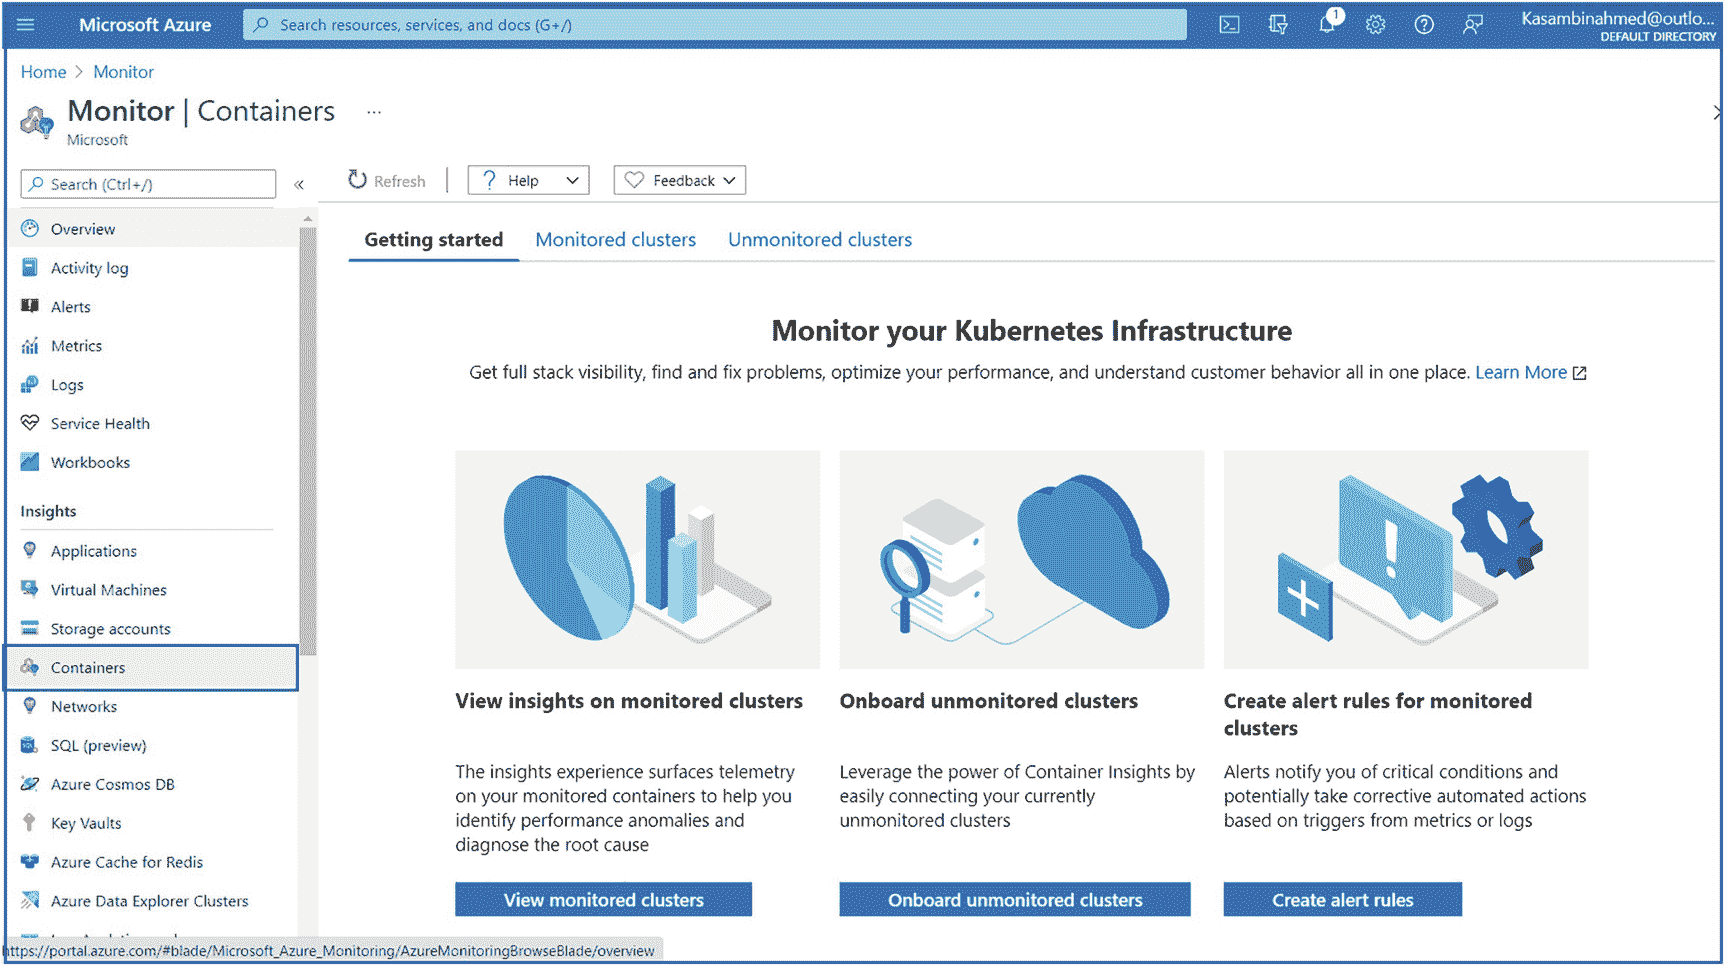 Microsoft Azure
Search resources, services, and docs (G+/)
1
Kasambinahmed@outlo...
DEFAULT DIRECTORY
Home > Monitor
Monitor | Containers ...
Microsoft
Search (Ctrl+/)
«
Refresh
? Help
Feedback
Overview
Activity log
Alerts
Metrics
Logs
Service Health
Workbooks
Insights
Applications
Virtual Machines
Storage accounts
Containers
Networks
SQL (preview)
Azure Cosmos DB
Key Vaults
Azure Cache for Redis
Azure Data Explorer Clusters
https://portal.azure.com/#blade/Microsoft_Azure_Monitoring/AzureMonitoringBrowseBlade/overview
Getting started Monitored clusters Unmonitored clusters
Monitor your Kubernetes Infrastructure
Get full stack visibility, find and fix problems, optimize your performance, and understand customer behavior all in one place. Learn More
View insights on monitored clusters
The insights experience surfaces telemetry
on your monitored containers to help you
identify performance anomalies and
diagnose the root cause
View monitored clusters
Onboard unmonitored clusters
Leverage the power of Container Insights by
easily connecting your currently
unmonitored clusters
Onboard unmonitored clusters
Create alert rules for monitored
clusters
Alerts notify you of critical conditions and
potentially take corrective automated actions
based on triggers from metrics or logs
Create alert rules